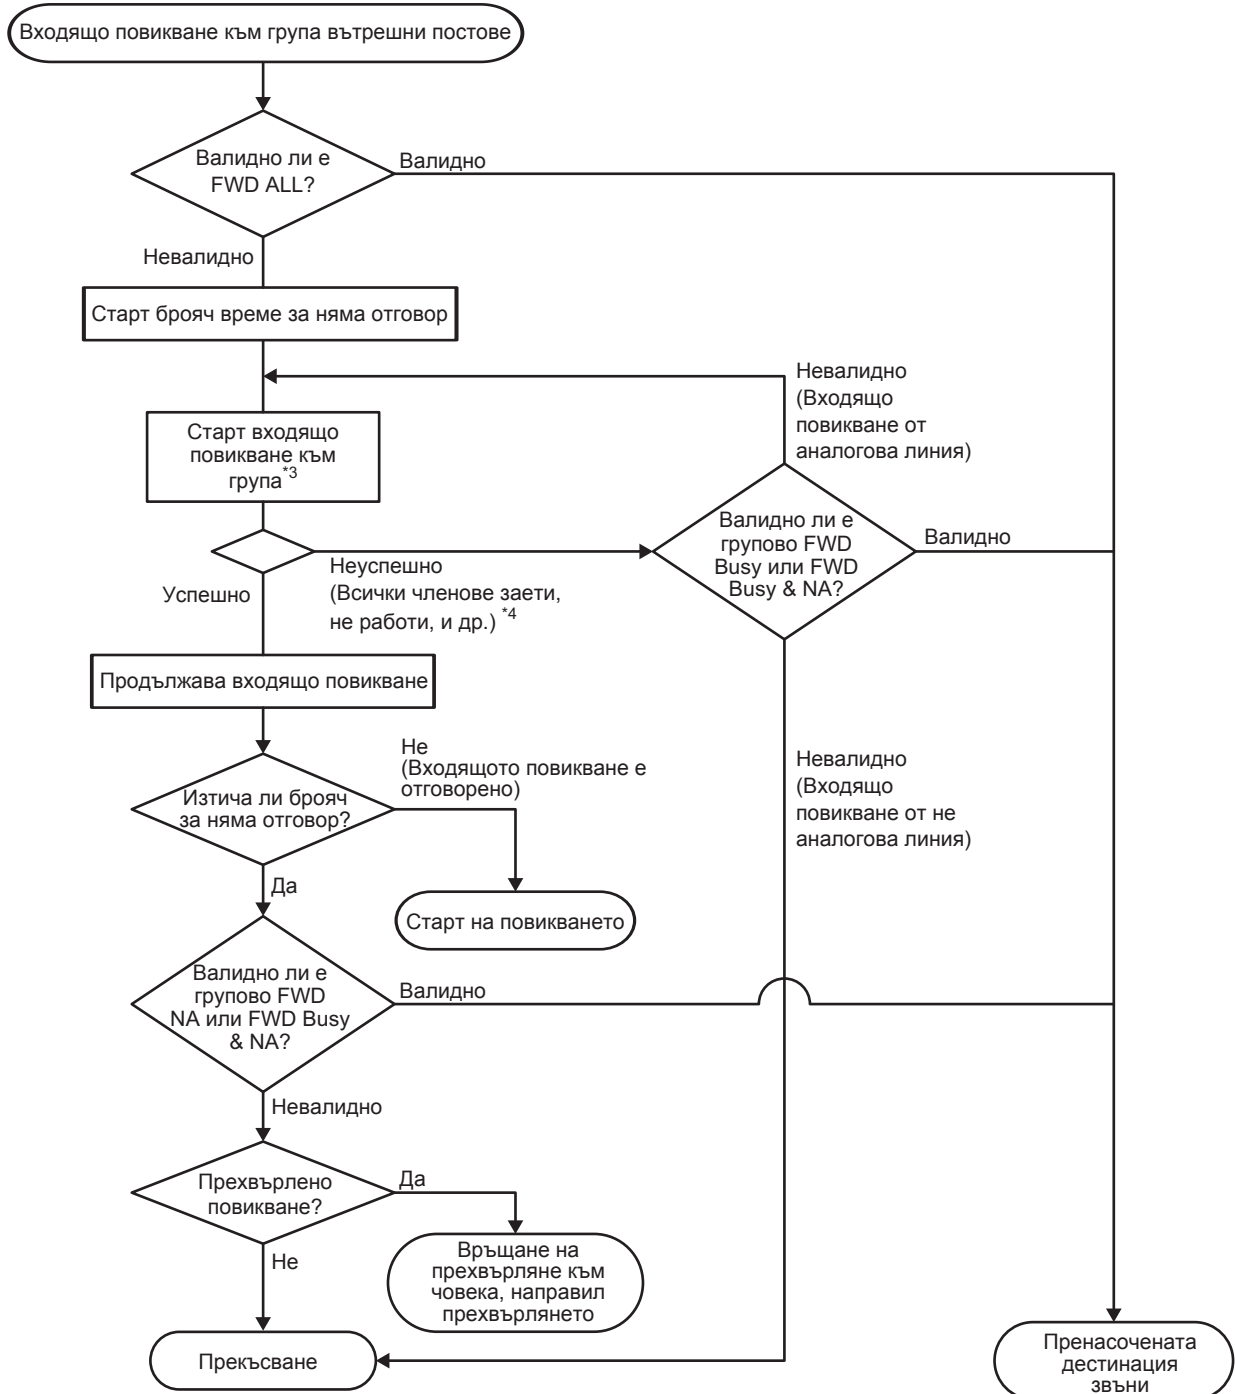 Входящо повикване към група вътрешни постове
Валидно ли е
FWD ALL?
Валидно
Невалидно
Старт брояч време за няма отговор
Невалидно
(Входящо
повикване от
аналогова линия)
Старт входящо
повикване към
група*3
Валидно ли е
групово FWD
Busy или FWD
Busy & NA?
Валидно
Успешно
Неуспешно
(Всички членове заети,
не работи, и др.) *4
Продължава входящо повикване
Не
(Входящото повикване е
отговорено)
Невалидно
(Входящо
повикване от не
аналогова линия)
Изтича ли брояч
за няма отговор?
Да
Старт на повикването
Валидно ли е
групово FWD
NA или FWD Busy
& NA?
Валидно
Невалидно
Прехвърлено
повикване?
Да
Не
Връщане на
прехвърляне към
човека, направил
прехвърлянето
Прекъсване
Пренасочената
дестинация
звъни